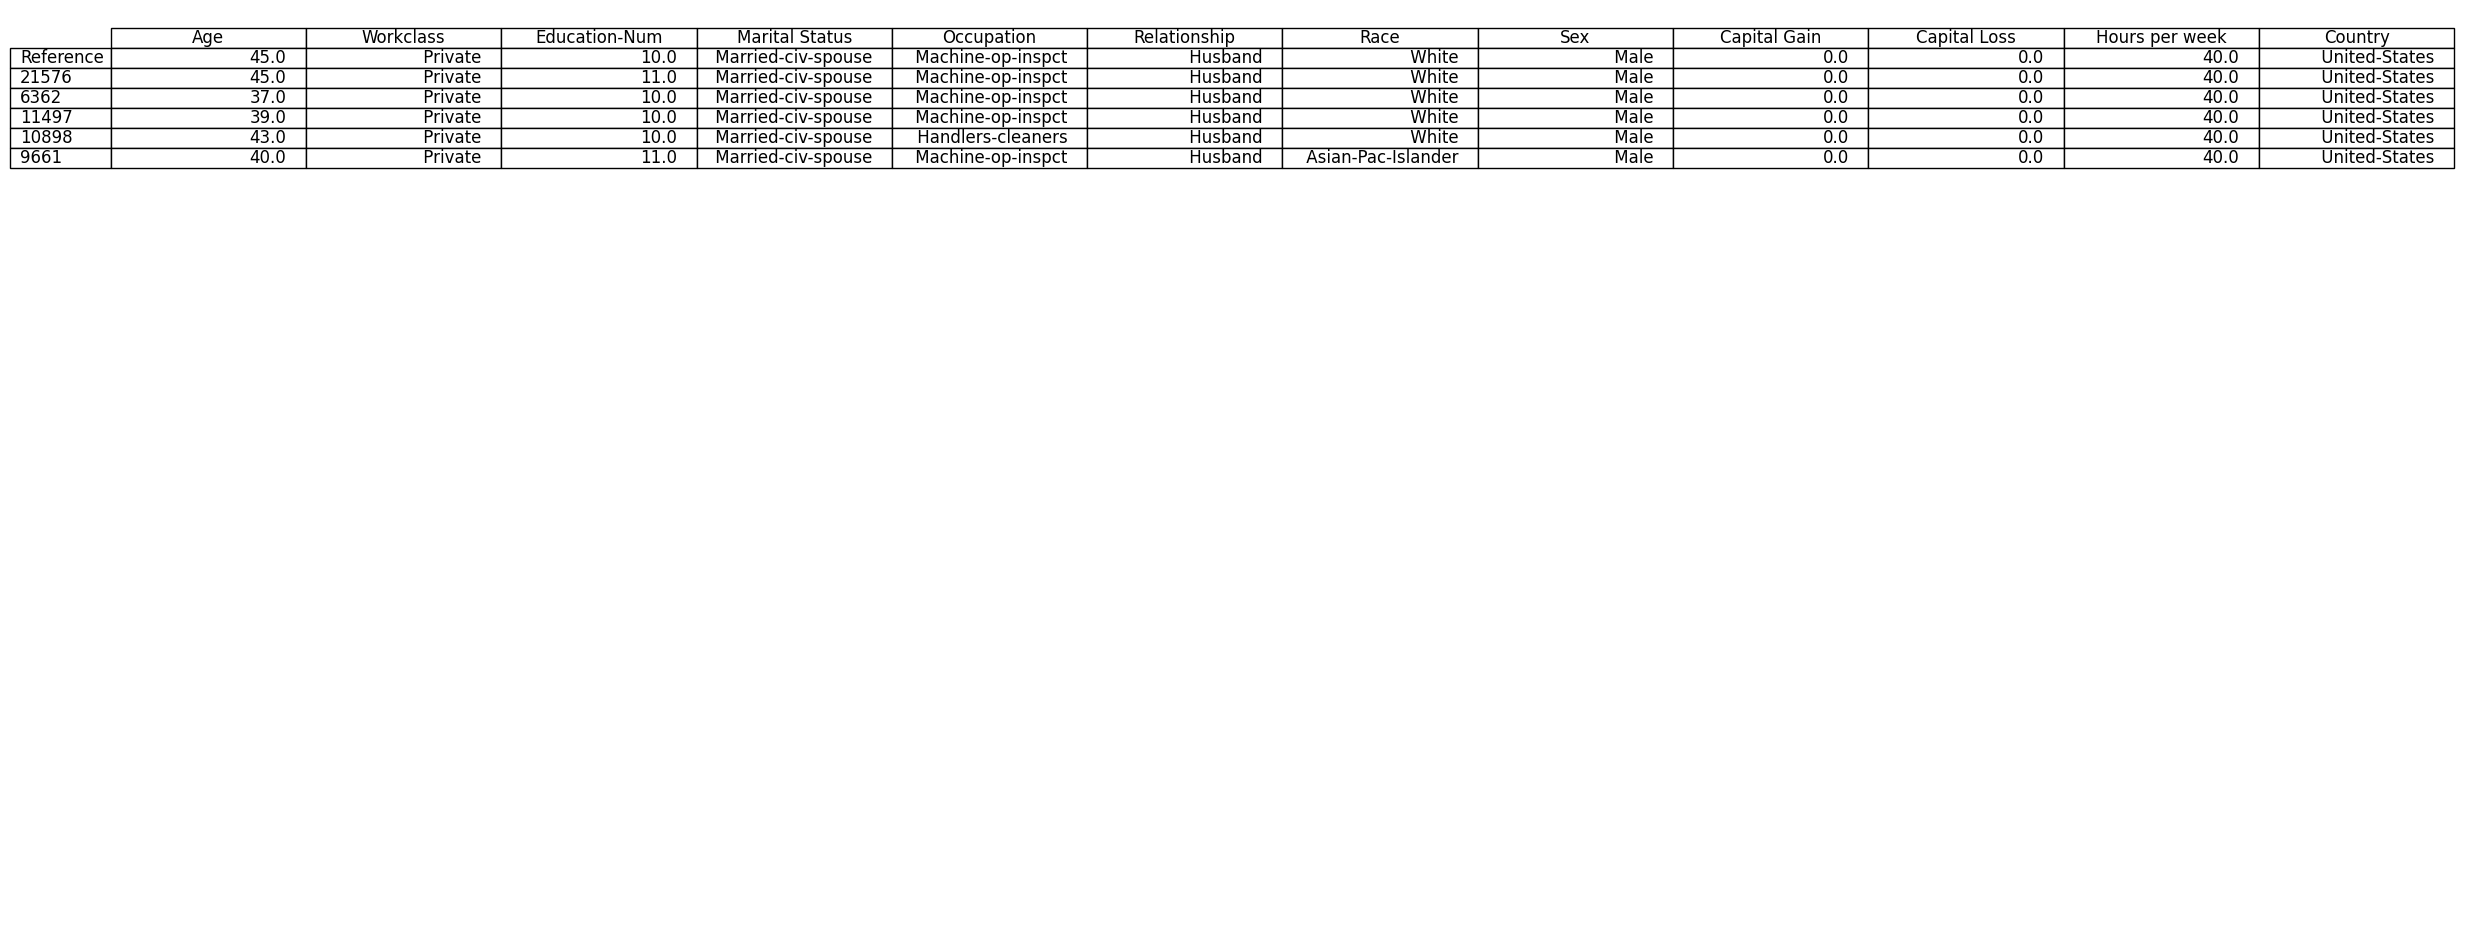 Age Workclass Education-Num Marital Status Occupation Relationship Race Sex Capital Gain Capital Loss Hours per week Country
Reference 45.0 Private 10.0 Married-civ-spouse Machine-op-inspct Husband White Male 0.0 0.0 40.0 United-States
21576 45.0 Private 11.0 Married-civ-spouse Machine-op-inspct Husband White Male 0.0 0.0 40.0 United-States
6362 37.0 Private 10.0 Married-civ-spouse Machine-op-inspct Husband White Male 0.0 0.0 40.0 United-States
11497 39.0 Private 10.0 Married-civ-spouse Machine-op-inspct Husband White Male 0.0 0.0 40.0 United-States
10898 43.0 Private 10.0 Married-civ-spouse Handlers-cleaners Husband White Male 0.0 0.0 40.0 United-States
9661 40.0 Private 11.0 Married-civ-spouse Machine-op-inspct Husband Asian-Pac-Islander Male 0.0 0.0 40.0 United-States